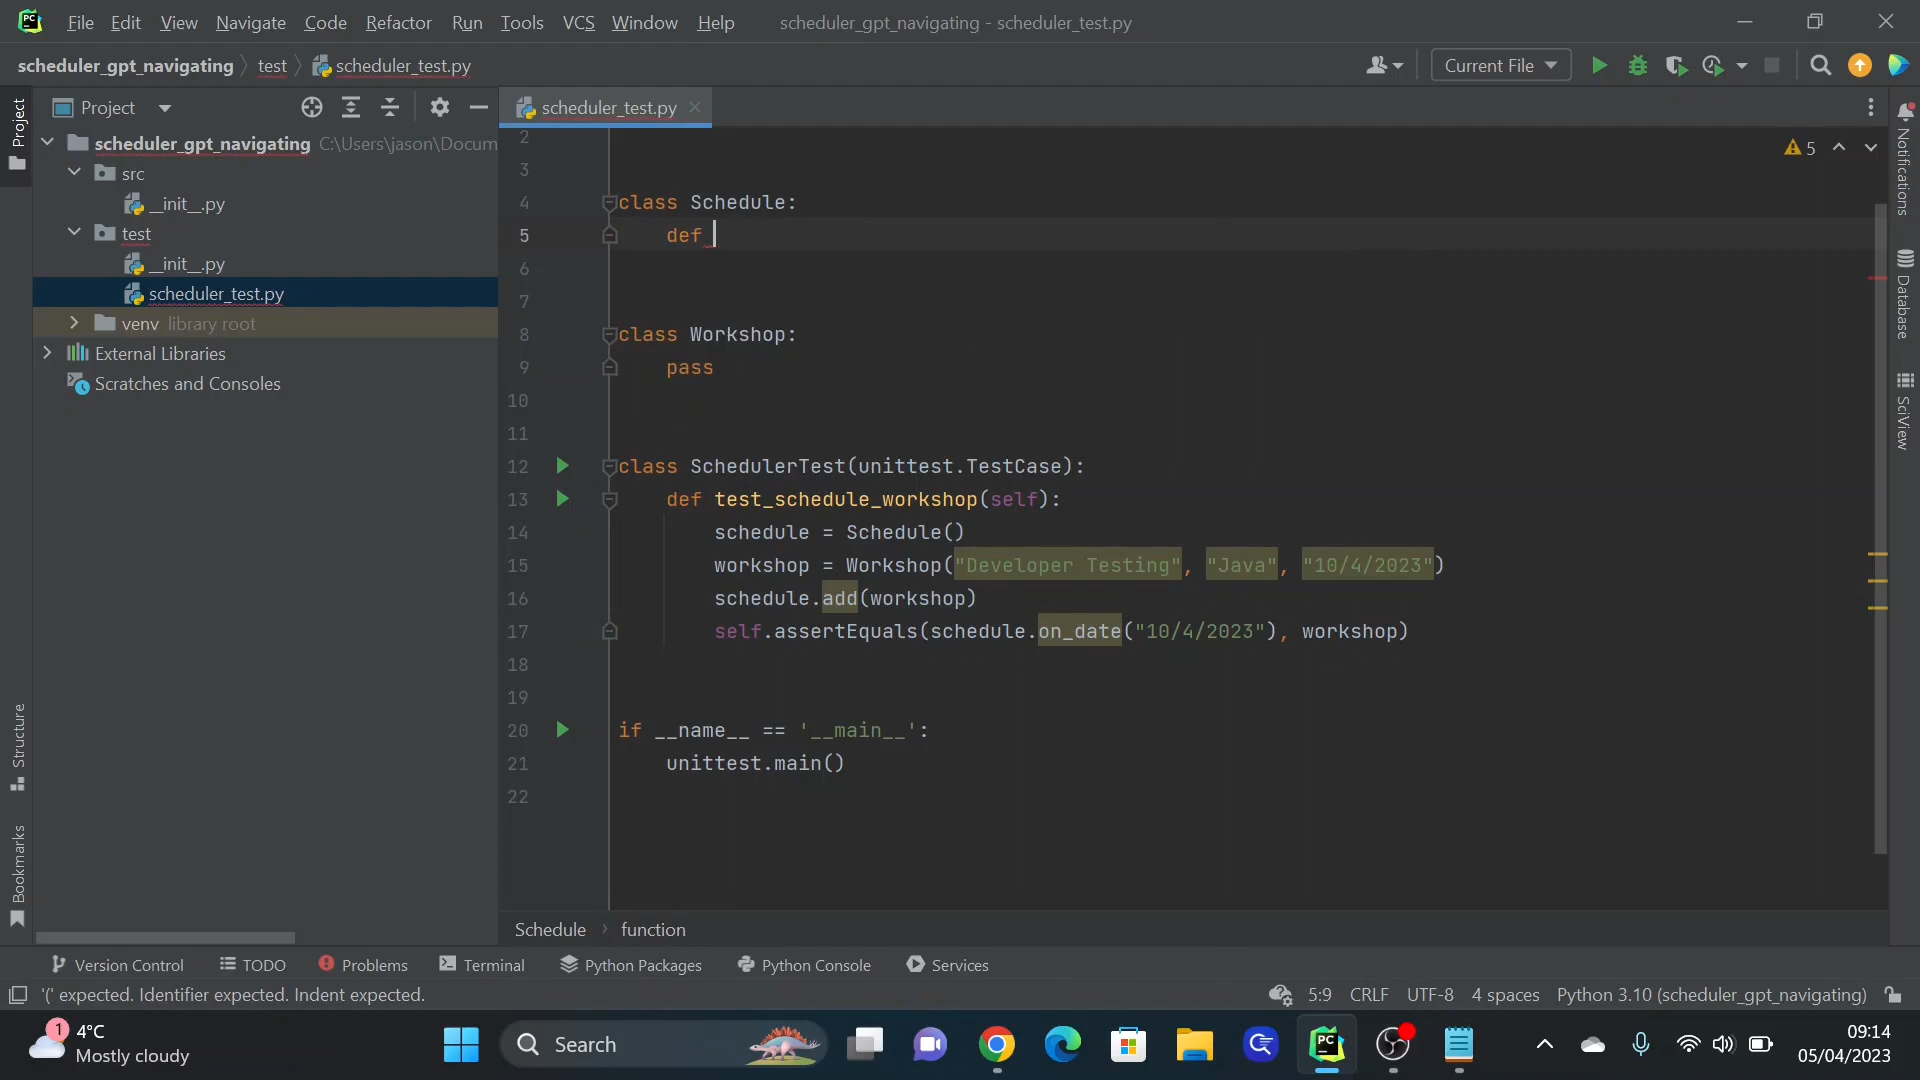 PC
File Edit View Navigate Code Refactor Run Tools VCS Window Help scheduler_gpt_navigating - scheduler_test.py
scheduler_gpt_navigating test scheduler_test.py Current File
Project scheduler_test.py
Project
scheduler_gpt_navigating C:\Users\jason\Docum
src
__init__.py
test
__init__.py
scheduler_test.py
venv library root
External Libraries
Scratches and Consoles
Structure
Bookmarks
5
2
3
4 class Schedule:
5 def
6
7
8 class Workshop:
9 pass
10
11
12 class SchedulerTest(unittest.TestCase):
13 def test_schedule_workshop(self):
14 schedule = Schedule()
15 workshop = Workshop("Developer Testing", "Java", "10/4/2023")
16 schedule.add(workshop)
17 self.assertEquals(schedule.on_date("10/4/2023"), workshop)
18
19
20 if __name__ == '__main__':
21 unittest.main()
22
Notifications
Database
SciView
Schedule function
Version Control TODO Problems Terminal Python Packages Python Console Services
'(' expected. Identifier expected. Indent expected. 5:9 CRLF UTF-8 4 spaces Python 3.10 (scheduler_gpt_navigating)
1 4°C
Mostly cloudy
Search
PC
09:14
05/04/2023